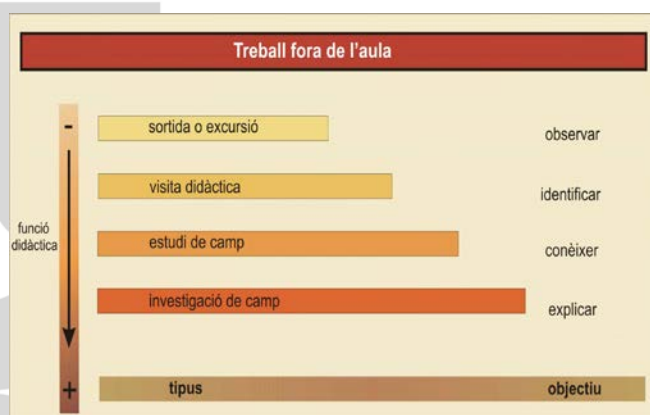 Treball fora de l'aula
-
sortida o excursió
observar
visita didàctica
identificar
funció
didàctica
estudi de camp
conèixer
investigació de camp
explicar
+
tipus
objectiu